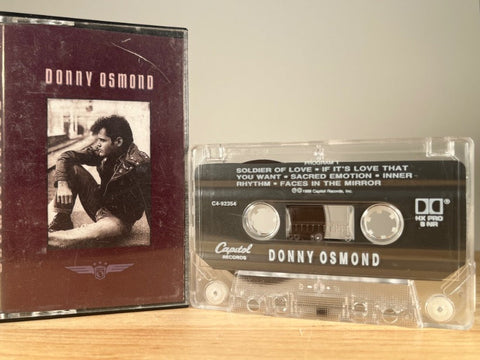 DONNY OSMOND
PROGRAM 1
SOLDIER OF LOVE • IF IT'S LOVE THAT
YOU WANT • SACRED EMOTION • INNER
RHYTHM • FACES IN THE MIRROR
℗© 1989 Capitol Records, Inc.
C4-92354
HX PRO
B NR
Capitol
RECORDS
DONNY OSMOND